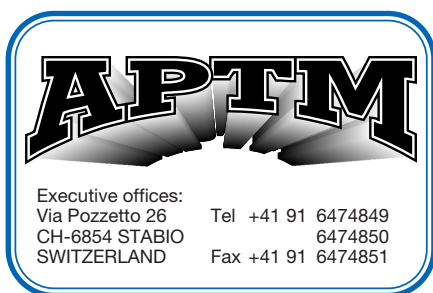 APTM
Executive offices:
Via Pozzetto 26 Tel +41 91 6474849
CH-6854 STABIO 6474850
SWITZERLAND Fax +41 91 6474851